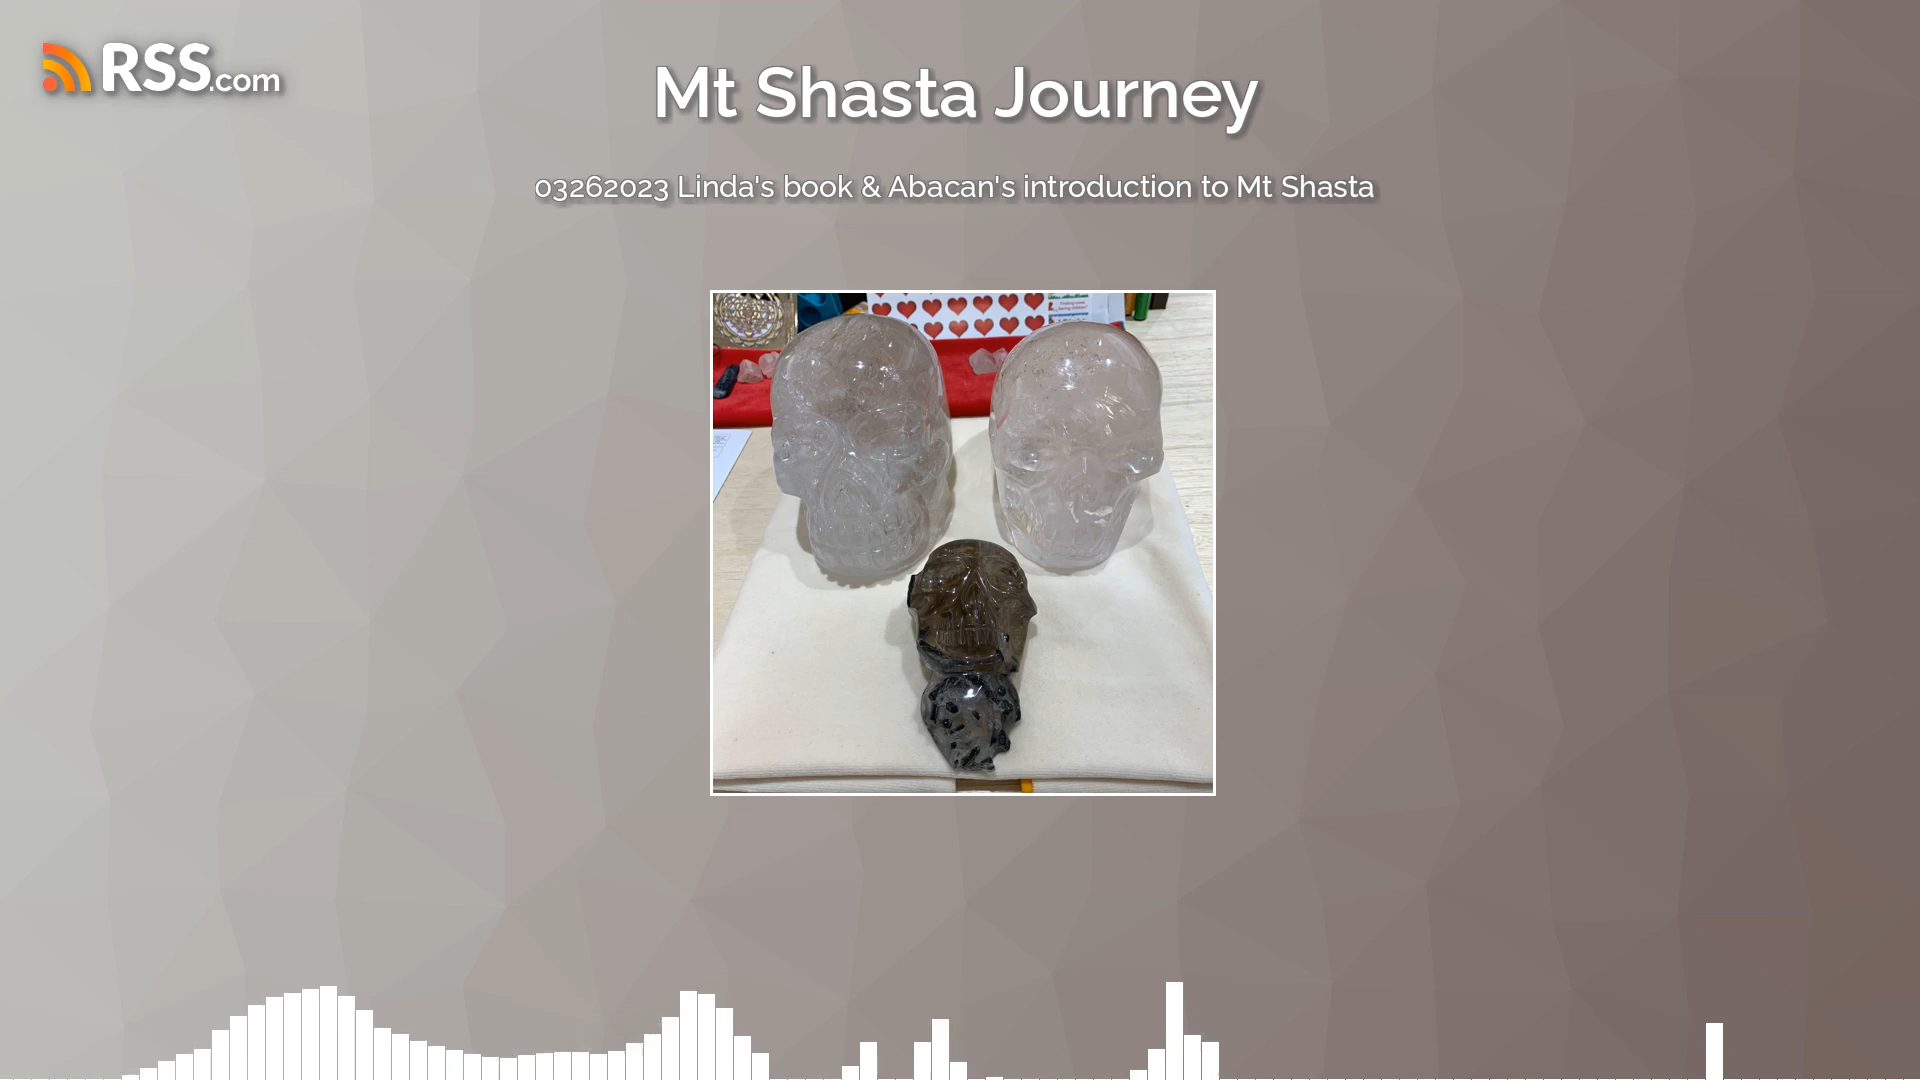 RSS.com
Mt Shasta Journey
03262023 Linda's book & Abacan's introduction to Mt Shasta